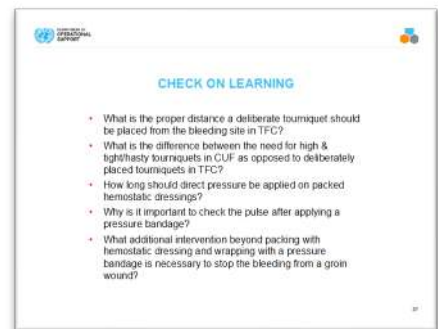 OPERATIONAL
SUPPORT
CHECK ON LEARNING
• What is the proper distance a deliberate tourniquet should
be placed from the bleeding site in TFC?
• What is the difference between the need for high &
tight/hasty tourniquets in CUF as opposed to deliberately
placed tourniquets in TFC?
• How long should direct pressure be applied on packed
hemostatic dressings?
• Why is it important to check the pulse after applying a
pressure bandage?
• What additional intervention beyond packing with
hemostatic dressing and wrapping with a pressure
bandage is necessary to stop the bleeding from a groin
wound?